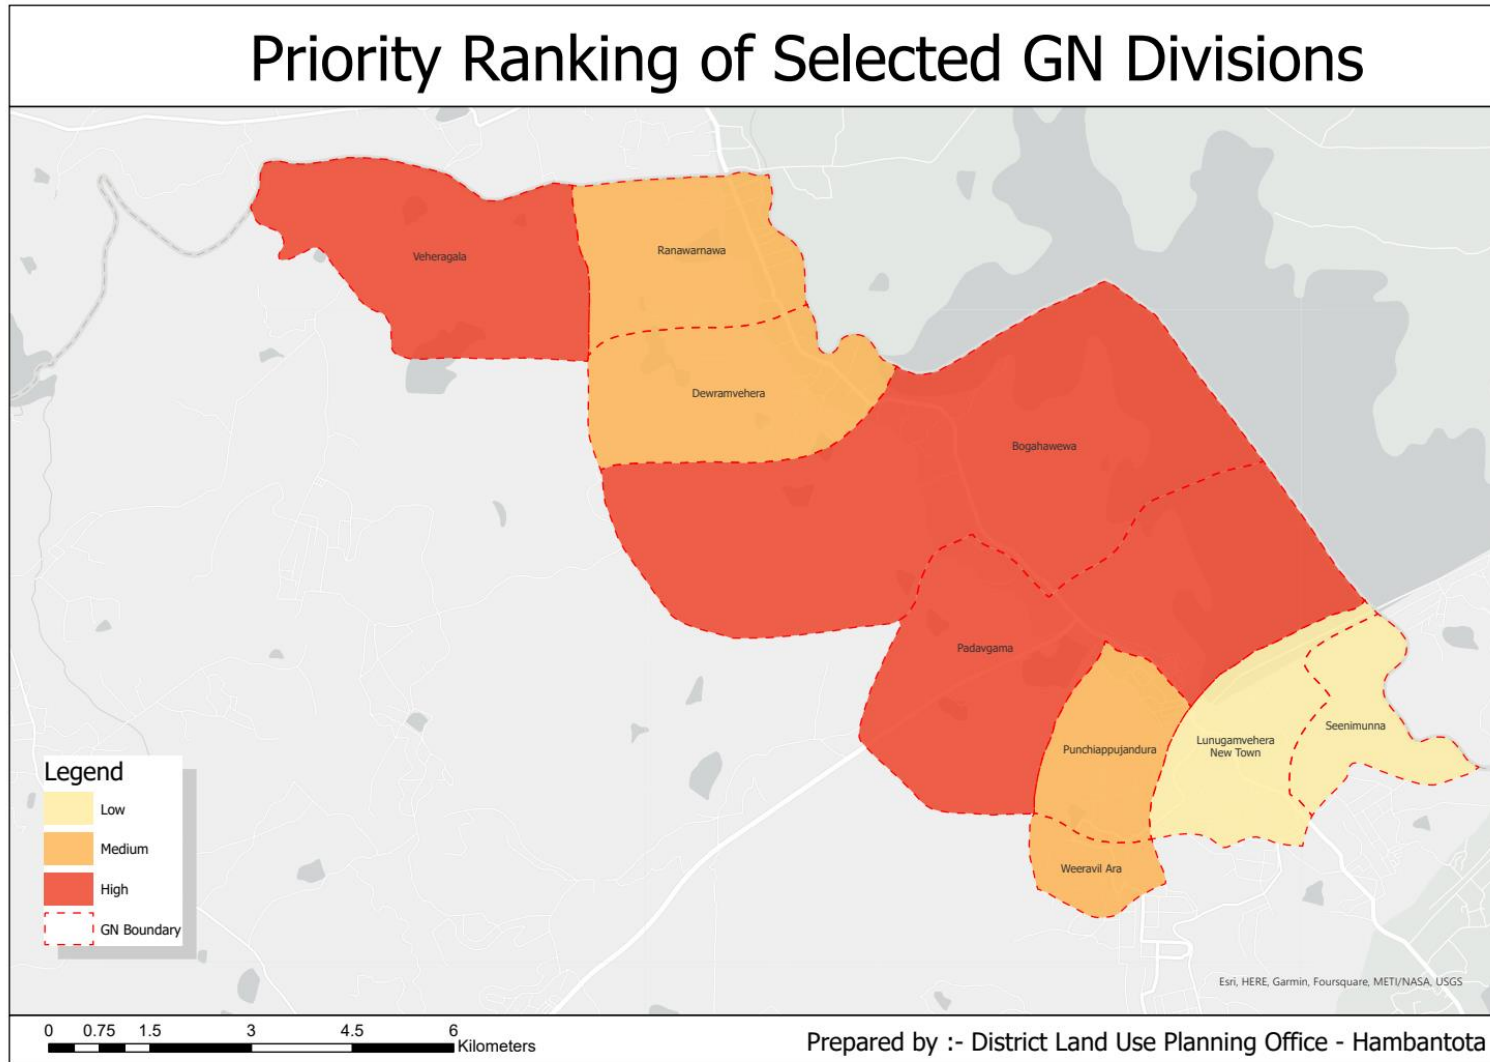 Priority Ranking of Selected GN Divisions
Veheragala
Ranawarnawa
Dewramvehera
Bogahawewa
Padavgama
Punchiappujandura
Lunugamvehera
New Town
Seenimunna
Weeravil Ara
Legend
Low
Medium
High
GN Boundary
Esri, HERE, Garmin, Foursquare, METI/NASA, USGS
0 0.75 1.5 3 4.5 6
Kilometers
Prepared by :- District Land Use Planning Office - Hambantota